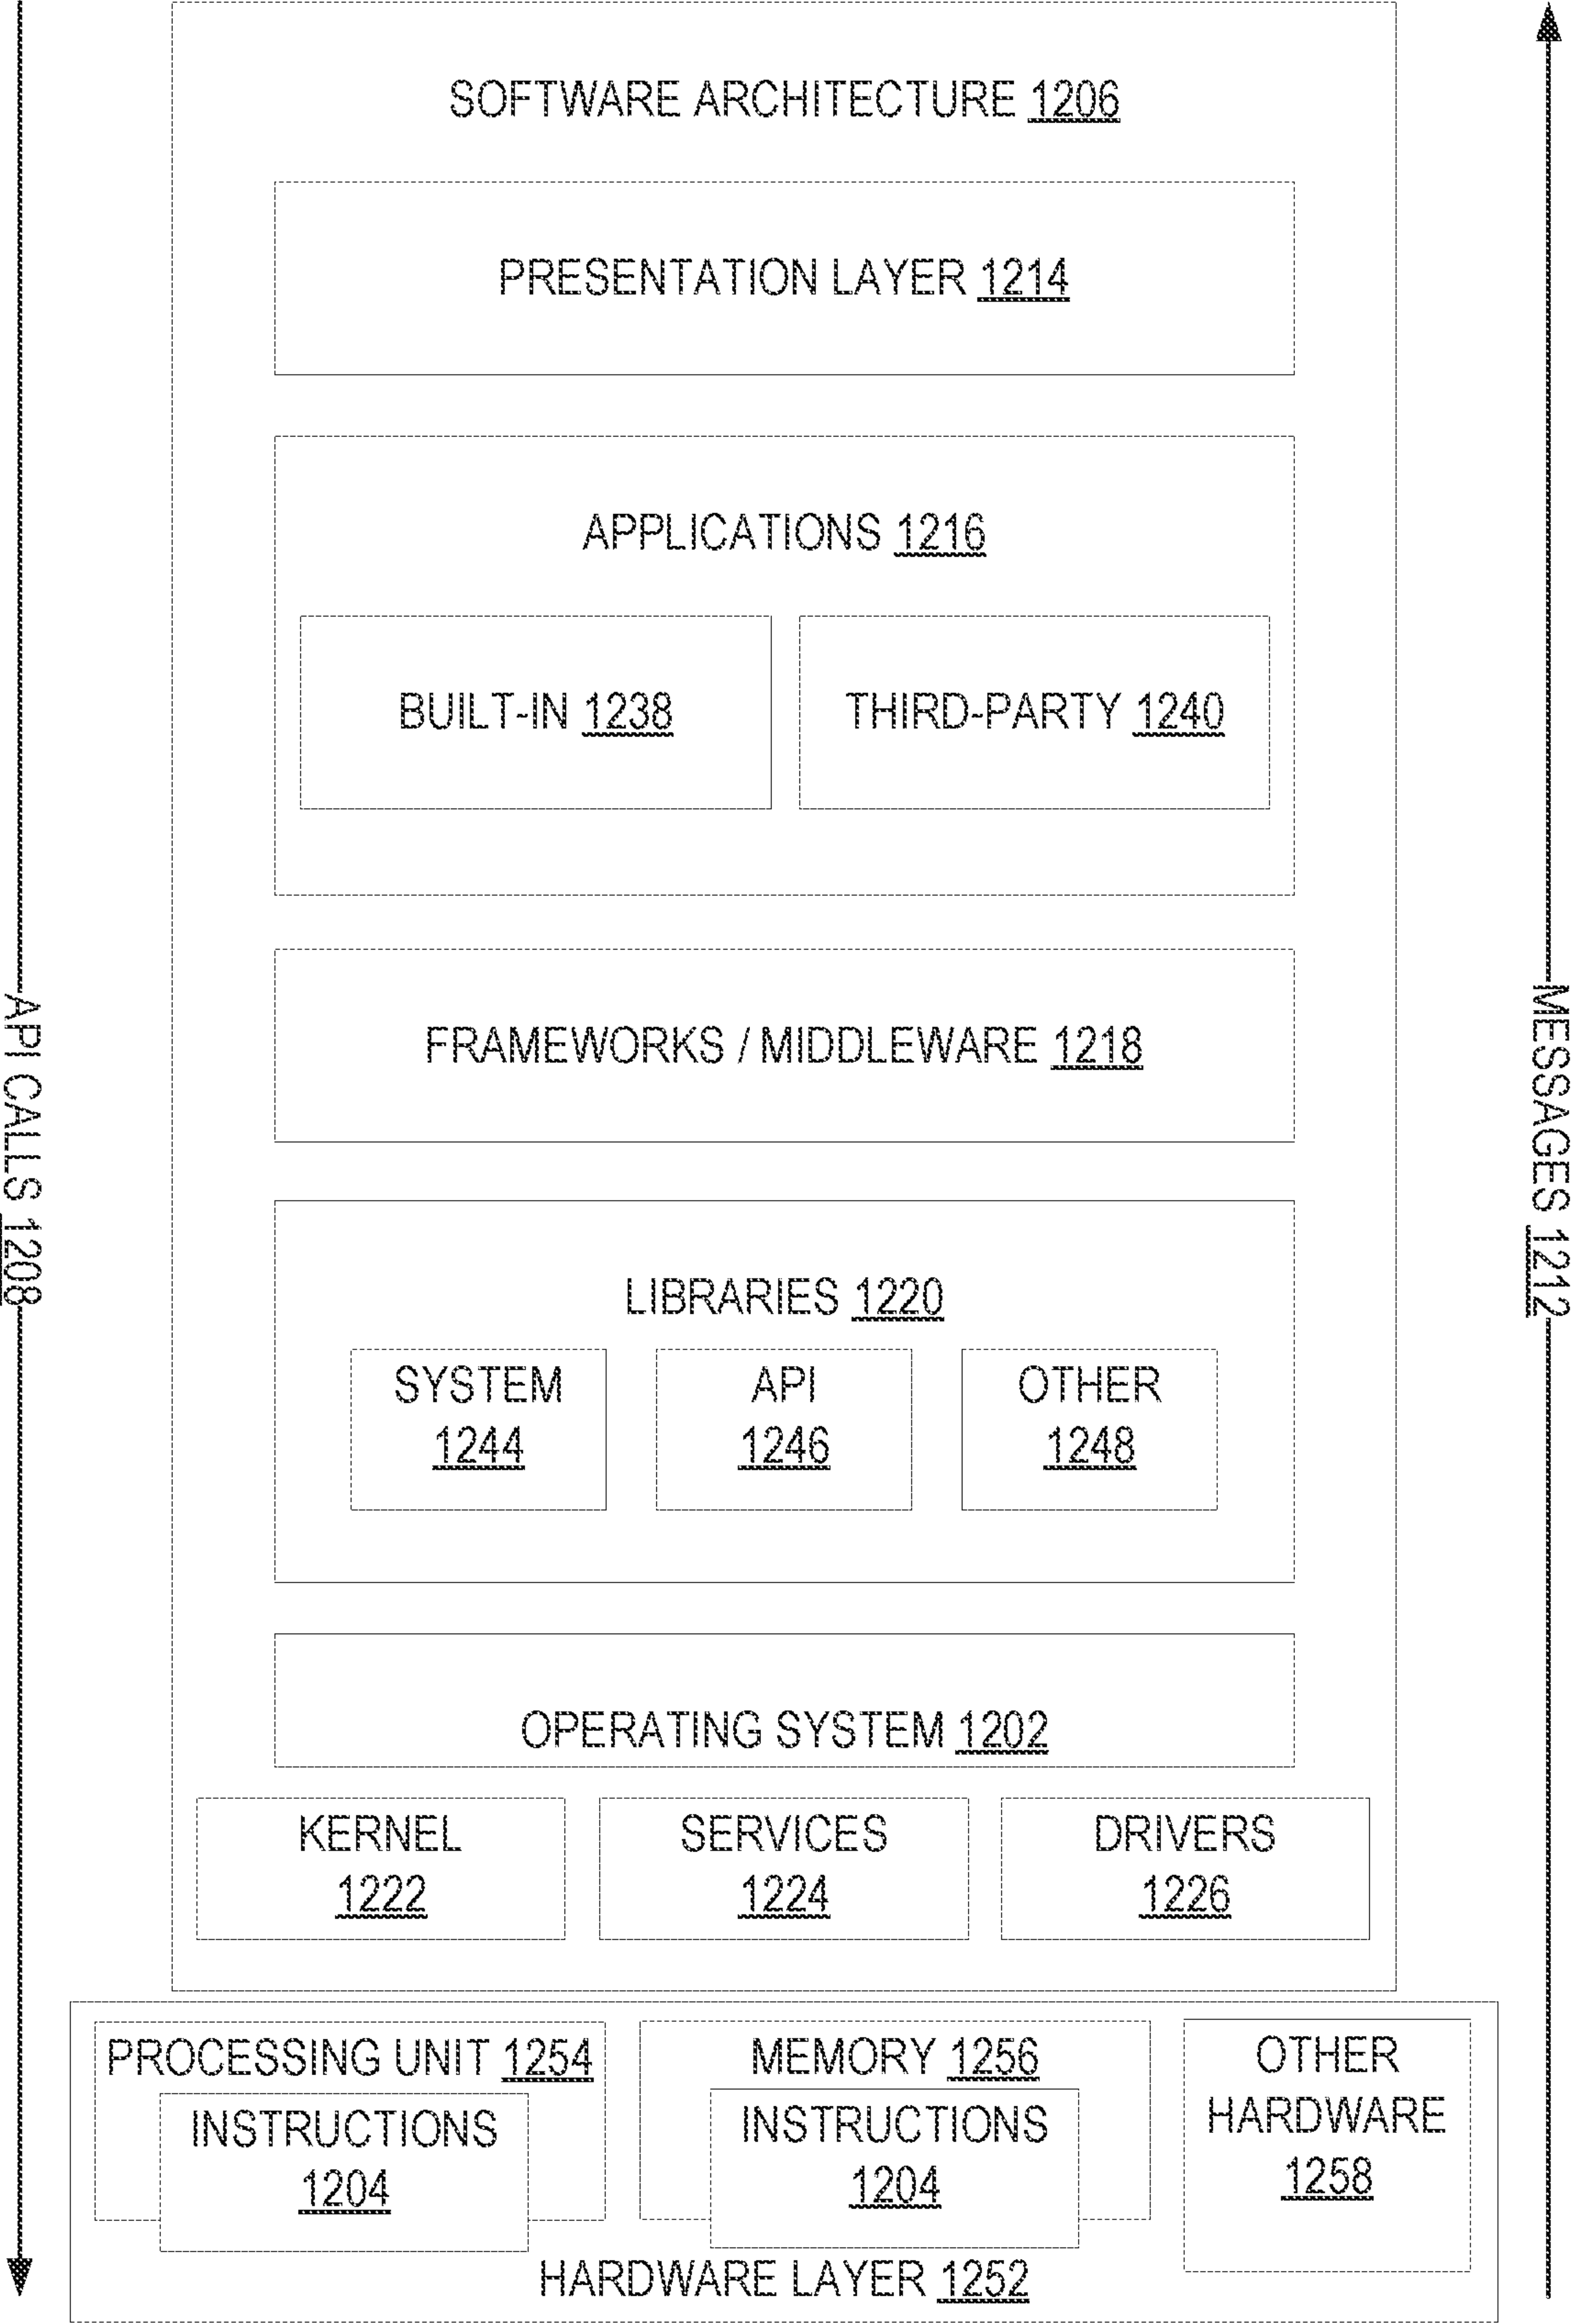 SOFTWARE ARCHITECTURE 1206
PRESENTATION LAYER 1214
APPLICATIONS 1216
BUILT-IN 1238
THIRD-PARTY 1240
FRAMEWORKS / MIDDLEWARE 1218
API CALLS 1208
MESSAGES 1212
LIBRARIES 1220
SYSTEM
1244
API
1246
OTHER
1248
OPERATING SYSTEM 1202
KERNEL
1222
SERVICES
1224
DRIVERS
1226
PROCESSING UNIT 1254
INSTRUCTIONS
1204
MEMORY 1256
INSTRUCTIONS
1204
OTHER
HARDWARE
1258
HARDWARE LAYER 1252